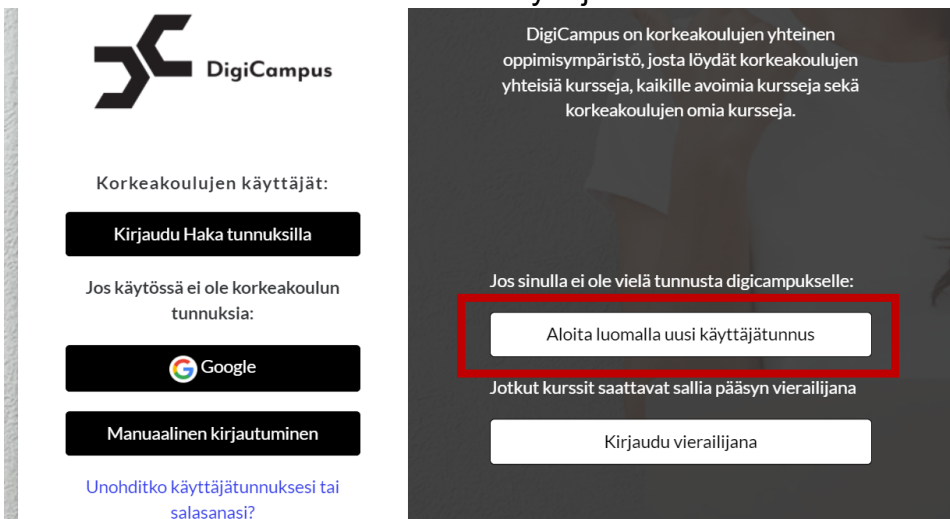 DigiCampus
Korkeakoulujen käyttäjät:
Kirjaudu Haka tunnuksilla
Jos käytössä ei ole korkeakoulun
tunnuksia:
Google
Manuaalinen kirjautuminen
Unohditko käyttäjätunnuksesi tai
salasanasi?
DigiCampus on korkeakoulujen yhteinen
oppimisympäristö, josta löydät korkeakoulujen
yhteisiä kursseja, kaikille avoimia kursseja sekä
korkeakoulujen omia kursseja.
Jos sinulla ei ole vielä tunnusta digicampukselle:
Aloita luomalla uusi käyttäjätunnus
Jotkut kurssit saattavat sallia pääsyn vierailijana
Kirjaudu vierailijana